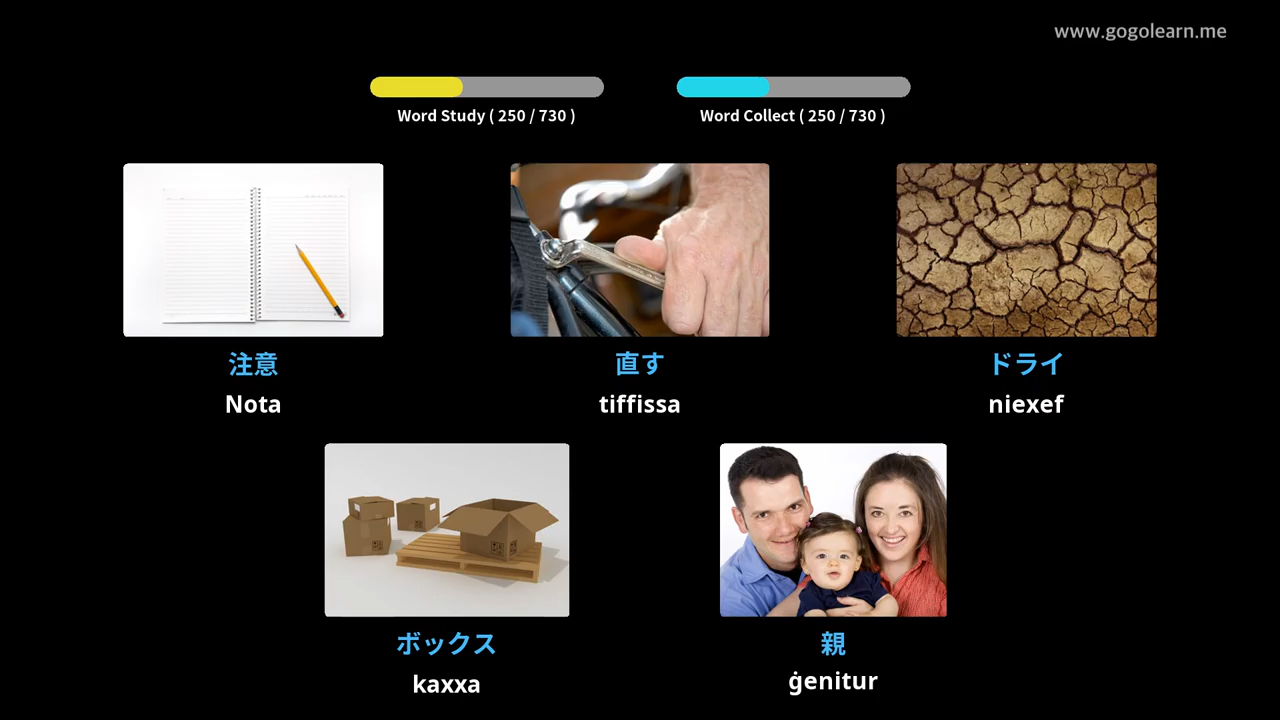 www.gogolearn.me
Word Study ( 250 / 730 )
Word Collect ( 250 / 730 )
注意
Nota
直す
tiffissa
ドライ
niexef
ボックス
kaxxa
親
ġenitur